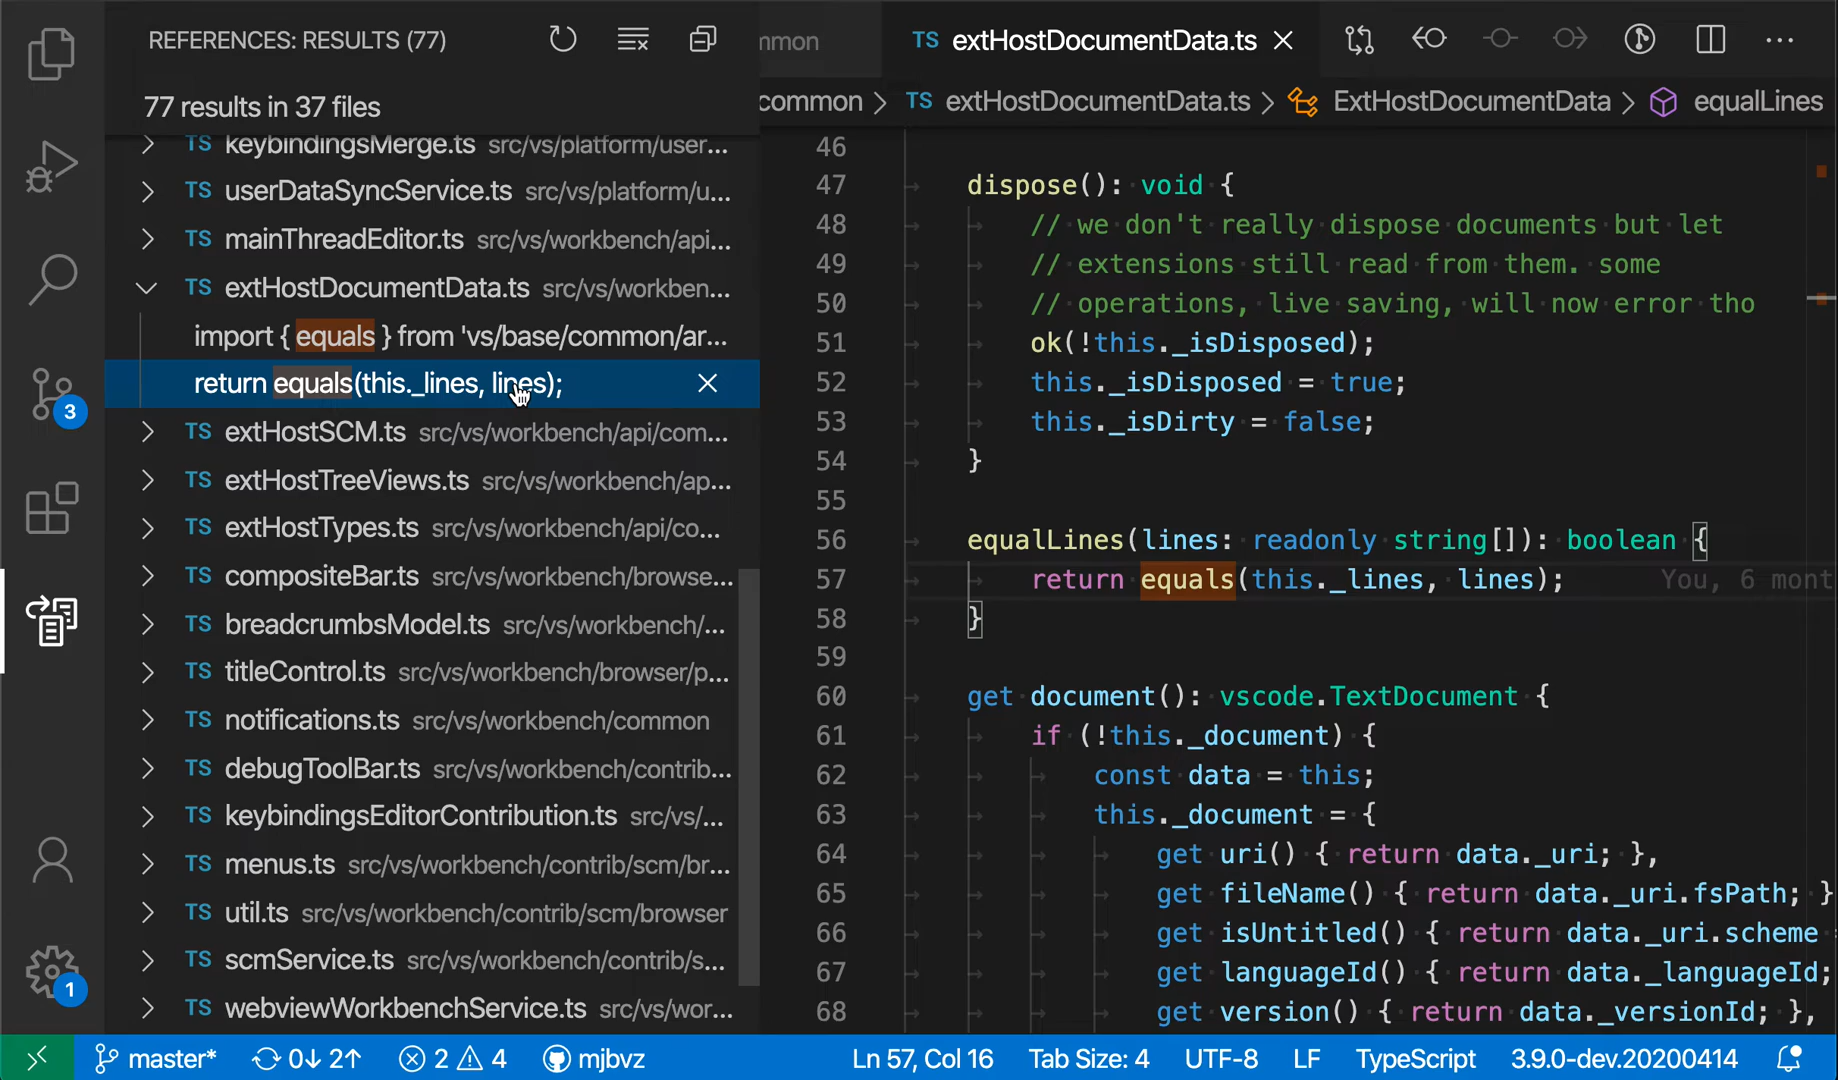 REFERENCES: RESULTS (77)
77 results in 37 files
TS keybindingsMerge.ts src/vs/platform/user...
TS userDataSyncService.ts src/vs/platform/u...
TS mainThreadEditor.ts src/vs/workbench/api...
TS extHostDocumentData.ts src/vs/workben...
import { equals } from 'vs/base/common/ar...
return equals(this._lines, lines);
TS extHostSCM.ts src/vs/workbench/api/com...
TS extHostTreeViews.ts src/vs/workbench/ap...
TS extHostTypes.ts src/vs/workbench/api/co...
TS compositeBar.ts src/vs/workbench/browse...
TS breadcrumbsModel.ts src/vs/workbench/...
TS titleControl.ts src/vs/workbench/browser/p...
TS notifications.ts src/vs/workbench/common
TS debugToolBar.ts src/vs/workbench/contrib...
TS keybindingsEditorContribution.ts src/vs/...
TS menus.ts src/vs/workbench/contrib/scm/br...
TS util.ts src/vs/workbench/contrib/scm/browser
TS scmService.ts src/vs/workbench/contrib/s...
TS webviewWorkbenchService.ts src/vs/wor...
3
1
mmon
TS extHostDocumentData.ts
common > TS extHostDocumentData.ts > ExtHostDocumentData > equalLines
46
47 dispose(): void {
48 // we don't really dispose documents but let
49 // extensions still read from them. some
50 // operations, live saving, will now error tho
51 ok(!this._isDisposed);
52 this._isDisposed = true;
53 this._isDirty = false;
54 }
55
56 equalLines(lines: readonly string[]): boolean {
57 return equals(this._lines, lines); You, 6 mont
58 }
59
60 get document(): vscode.TextDocument {
61 if (!this._document) {
62 const data = this;
63 this._document = {
64 get uri() { return data._uri; },
65 get fileName() { return data._uri.fsPath; }
66 get isUntitled() { return data._uri.scheme
67 get languageId() { return data._languageId;
68 get version() { return data._versionId; },
master* 0↓ 2↑ 2 4 mjbvz Ln 57, Col 16 Tab Size: 4 UTF-8 LF TypeScript 3.9.0-dev.20200414